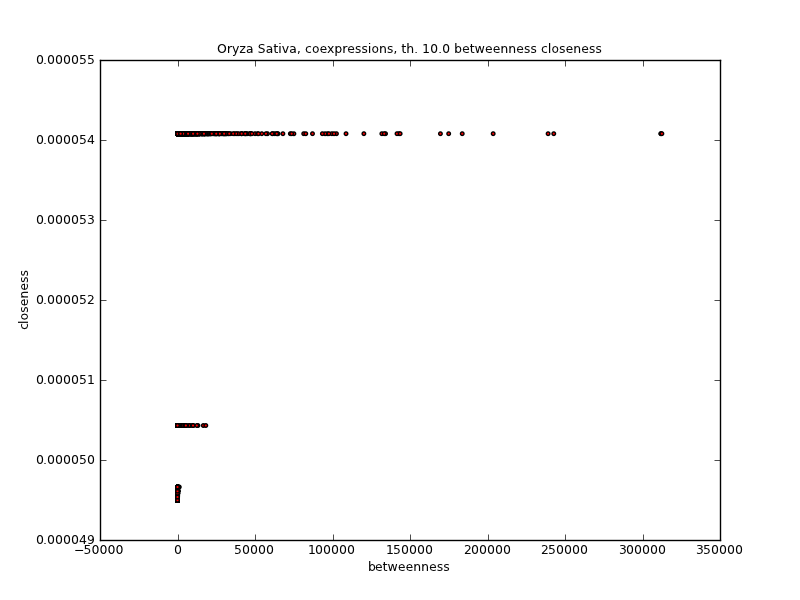 Oryza Sativa, coexpressions, th. 10.0 betweenness closeness
0.000055
0.000054
0.000053
0.000052
closeness
0.000051
0.000050
0.000049
−50000 0 50000 100000 150000 200000 250000 300000 350000
betweenness